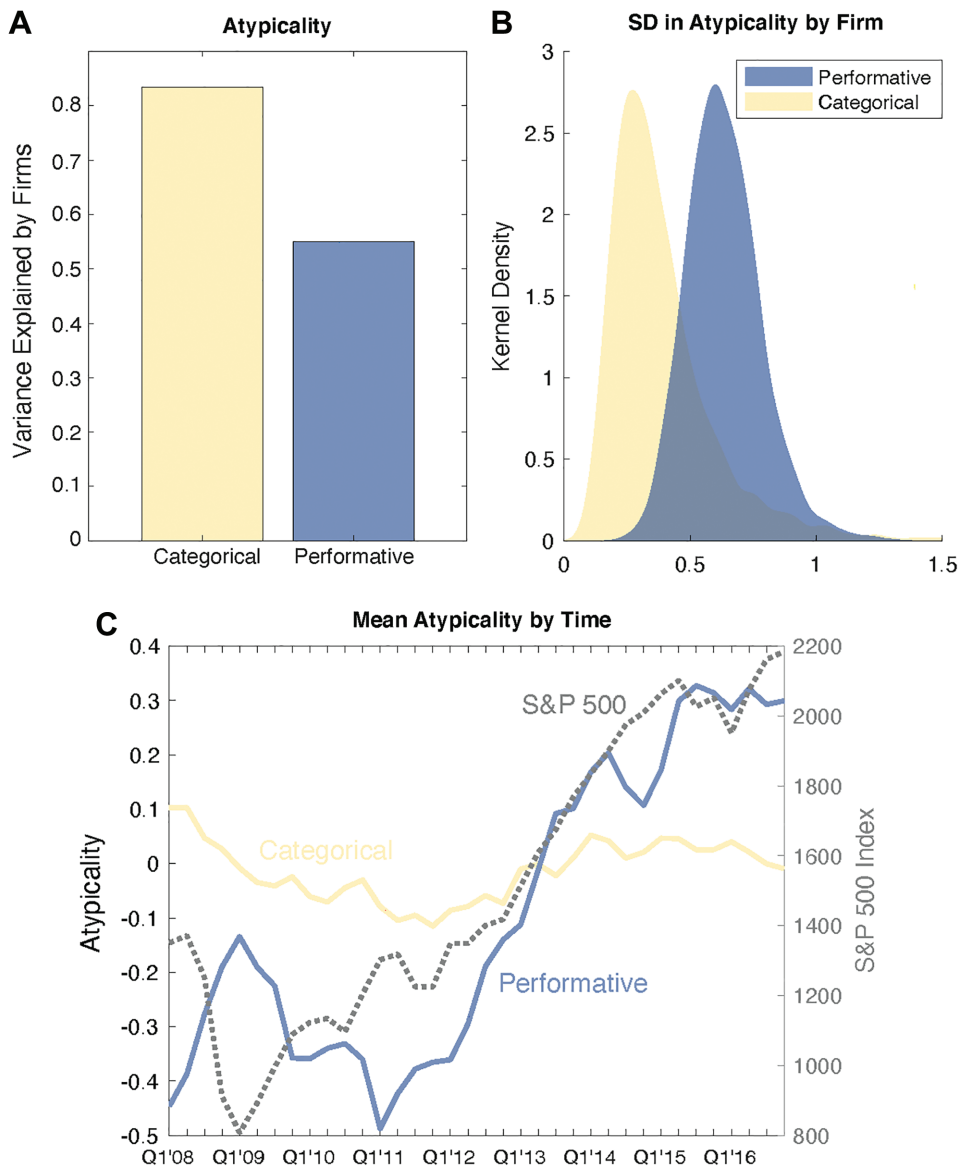 A
Atypicality
Variance Explained by Firms
0.8
0.7
0.6
0.5
0.4
0.3
0.2
0.1
0
Categorical
Performative
B
SD in Atypicality by Firm
Kernel Density
3
2.5
2
1.5
1
0.5
0
Performative
Categorical
0
0.5
1
1.5
C
Mean Atypicality by Time
Atypicality
0.4
0.3
0.2
0.1
0
-0.1
-0.2
-0.3
-0.4
-0.5
S&P 500
Categorical
Performative
2200
2000
1800
1600
1400
1200
1000
800
S&P 500 Index
Q1'08
Q1'09
Q1'10
Q1'11
Q1'12
Q1'13
Q1'14
Q1'15
Q1'16